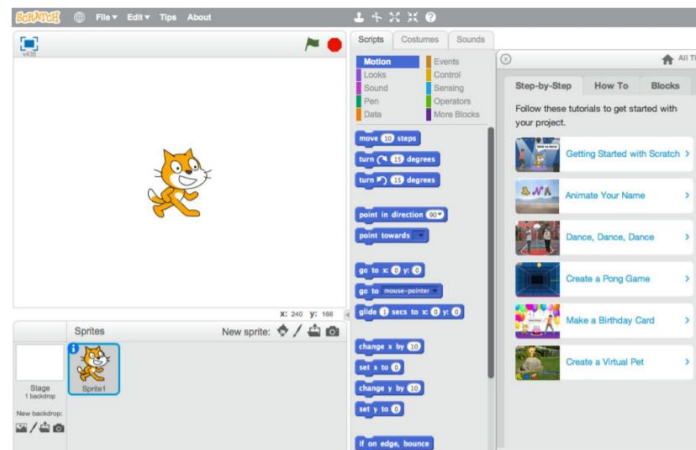 SCRATCH File Edit Tips About
v435
Scripts Costumes Sounds
Motion Events
Looks Control
Sound Sensing
Pen Operators
Data More Blocks
move 10 steps
turn 15 degrees
turn 15 degrees
point in direction 90
point towards
go to x: 0 y: 0
go to mouse-pointer
glide 1 secs to x: 0 y: 0
change x by 10
set x to 0
change y by 10
set y to 0
if on edge, bounce
x: 240 y: 166
Sprites New sprite:
Stage
1 backdrop
New backdrop:
Sprite1
All Ti
Step-by-Step How To Blocks
Follow these tutorials to get started with
your project.
Getting Started with Scratch
Animate Your Name
Dance, Dance, Dance
Create a Pong Game
Make a Birthday Card
Create a Virtual Pet